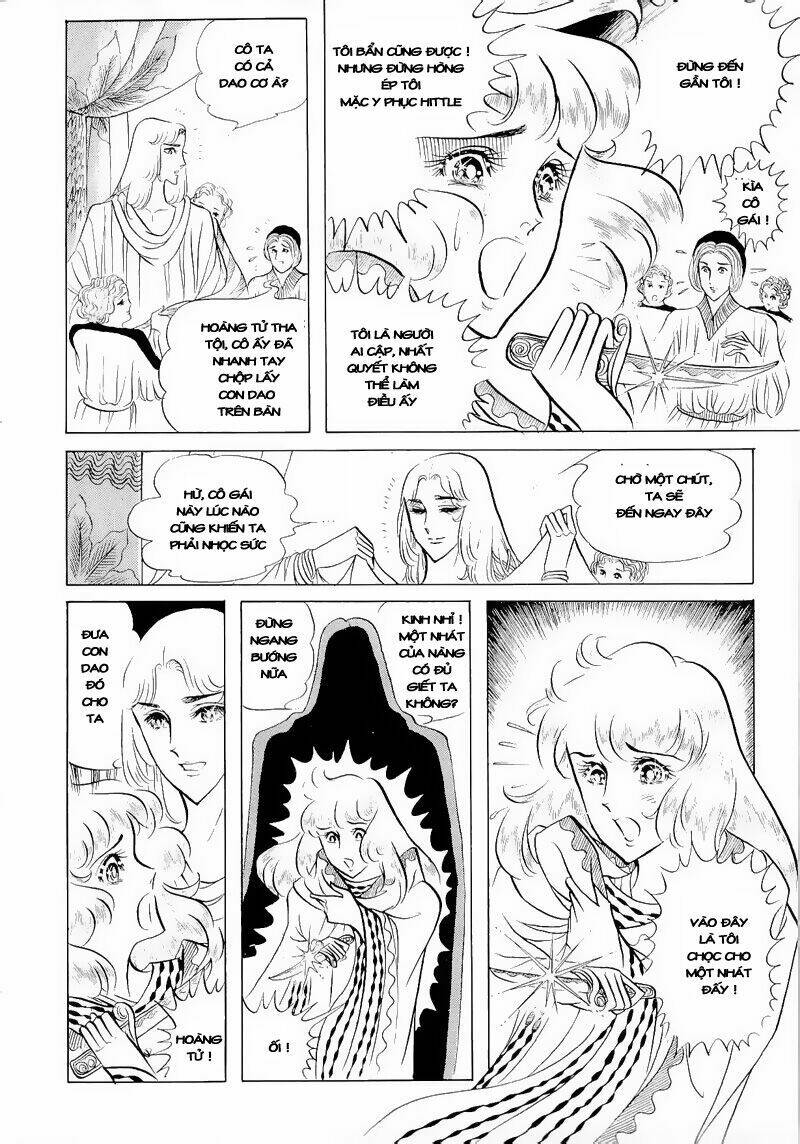 CÔ TA
CÓ CẢ
DAO CƠ À?
TÔI BẨN CŨNG ĐƯỢC !
NHƯNG ĐỪNG HÒNG
ÉP TÔI
MẶC Y PHỤC HITTLE
ĐỪNG ĐẾN
GẦN TÔI !
KÌA
CÔ
GÁI !
HOÀNG TỬ THA
TỘI, CÔ ẤY ĐÃ
NHANH TAY
CHỘP LẤY
CON DAO
TRÊN BÀN
TÔI LÀ NGƯỜI
AI CẬP, NHẤT
QUYẾT KHÔNG
THỂ LÀM
ĐIỀU ẤY
HỪ, CÔ GÁI
NÀY LÚC NÀO
CŨNG KHIẾN TA
PHẢI NHỌC SỨC
CHỜ MỘT CHÚT,
TA SẼ
ĐẾN NGAY ĐÂY
ĐƯA
CON
DAO
ĐÓ
CHO
TA
HOÀNG
TỬ !
ĐỪNG
NGANG
BƯỚNG
NỮA
KINH NHỈ !
MỘT NHÁT
CỦA NÀNG
CÓ ĐỦ
GIẾT TA
KHÔNG?
ỐI !
VÀO ĐÂY
LÀ TÔI
CHỌC CHO
MỘT NHÁT
ĐẤY !